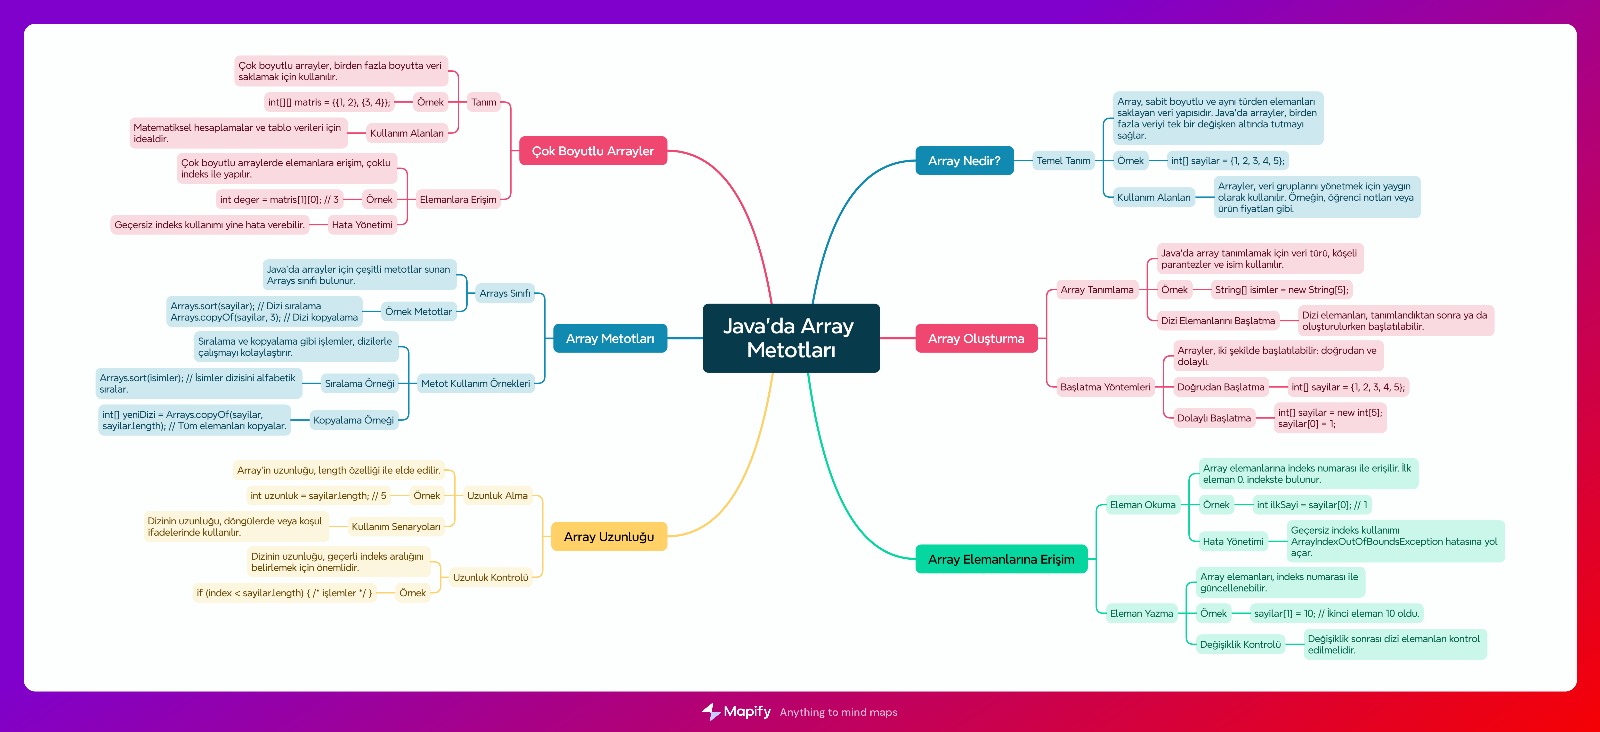 Java'da Array
Metotları
Array Nedir?
Temel Tanım
Array, sabit boyutlu ve aynı türden elemanları
saklayan veri yapısıdır. Java'da arrayler, birden
fazla veriyi tek bir değişken altında tutmayı
sağlar.
Örnek
int[] sayilar = {1, 2, 3, 4, 5};
Kullanım Alanları
Arrayler, veri gruplarını yönetmek için yaygın
olarak kullanılır. Örneğin, öğrenci notları veya
ürün fiyatları gibi.
Array Oluşturma
Array Tanımlama
Java'da array tanımlamak için veri türü, köşeli
parantezler ve isim kullanılır.
Örnek
String[] isimler = new String[5];
Dizi Elemanlarını Başlatma
Dizi elemanları, tanımlandıktan sonra ya da
oluşturulurken başlatılabilir.
Başlatma Yöntemleri
Arrayler, iki şekilde başlatılabilir: doğrudan ve
dolaylı.
Doğrudan Başlatma
int[] sayilar = {1, 2, 3, 4, 5};
Dolaylı Başlatma
int[] sayilar = new int[5];
sayilar[0] = 1;
Array Elemanlarına Erişim
Eleman Okuma
Array elemanlarına indeks numarası ile erişilir. İlk
eleman 0. indekste bulunur.
Örnek
int ilkSayi = sayilar[0]; // 1
Hata Yönetimi
Geçersiz indeks kullanımı
ArrayIndexOutOfBoundsException hatasına yol
açar.
Eleman Yazma
Array elemanları, indeks numarası ile
güncellenebilir.
Örnek
sayilar[1] = 10; // İkinci eleman 10 oldu.
Değişiklik Kontrolü
Değişiklik sonrası dizi elemanları kontrol
edilmelidir.
Çok Boyutlu Arrayler
Tanım
Çok boyutlu arrayler, birden fazla boyutta veri
saklamak için kullanılır.
Örnek
int[][] matris = {{1, 2}, {3, 4}};
Kullanım Alanları
Matematiksel hesaplamalar ve tablo verileri için
idealdir.
Elemanlara Erişim
Çok boyutlu arraylerde elemanlara erişim, çoklu
indeks ile yapılır.
Örnek
int deger = matris[1][0]; // 3
Hata Yönetimi
Geçersiz indeks kullanımı yine hata verebilir.
Array Metotları
Arrays Sınıfı
Java'da arrayler için çeşitli metotlar sunan
Arrays sınıfı bulunur.
Örnek Metotlar
Arrays.sort(sayilar); // Dizi sıralama
Arrays.copyOf(sayilar, 3); // Dizi kopyalama
Metot Kullanım Örnekleri
Sıralama ve kopyalama gibi işlemler, dizilerle
çalışmayı kolaylaştırır.
Sıralama Örneği
Arrays.sort(isimler); // İsimler dizisini alfabetik
sıralar.
Kopyalama Örneği
int[] yeniDizi = Arrays.copyOf(sayilar,
sayilar.length); // Tüm elemanları kopyalar.
Array Uzunluğu
Uzunluk Alma
Array'in uzunluğu, length özelliği ile elde edilir.
Örnek
int uzunluk = sayilar.length; // 5
Kullanım Senaryoları
Dizinin uzunluğu, döngülerde veya koşul
ifadelerinde kullanılır.
Uzunluk Kontrolü
Dizinin uzunluğu, geçerli indeks aralığını
belirlemek için önemlidir.
Örnek
if (index < sayilar.length) { /* işlemler */ }
Mapify Anything to mind maps